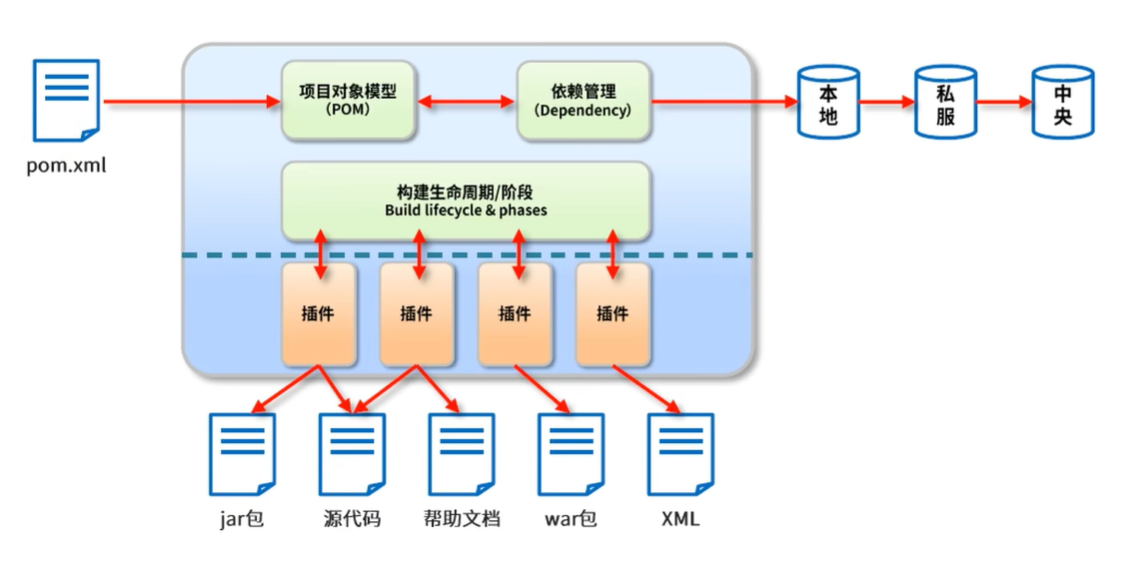 项目对象模型
（POM）
依赖管理
（Dependency）
本
地
私
服
中
央
pom.xml
构建生命周期/阶段
Build lifecycle & phases
插件
插件
插件
插件
jar包
源代码
帮助文档
war包
XML